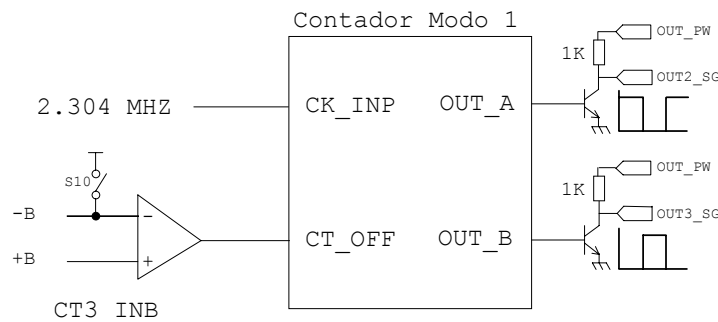 Contador Modo 1
OUT_PW
1K
OUT2_SG
2.304 MHZ
CK_INP
OUT_A
OUT_PW
S10
1K
OUT3_SG
-B
-
CT_OFF
OUT_B
+B
+
CT3 INB